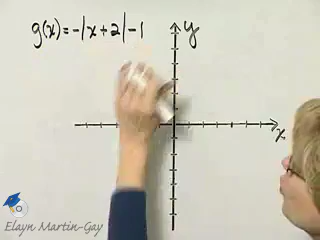 g(x) = -|x + 2| - 1
y
x
Elayn Martin-Gay